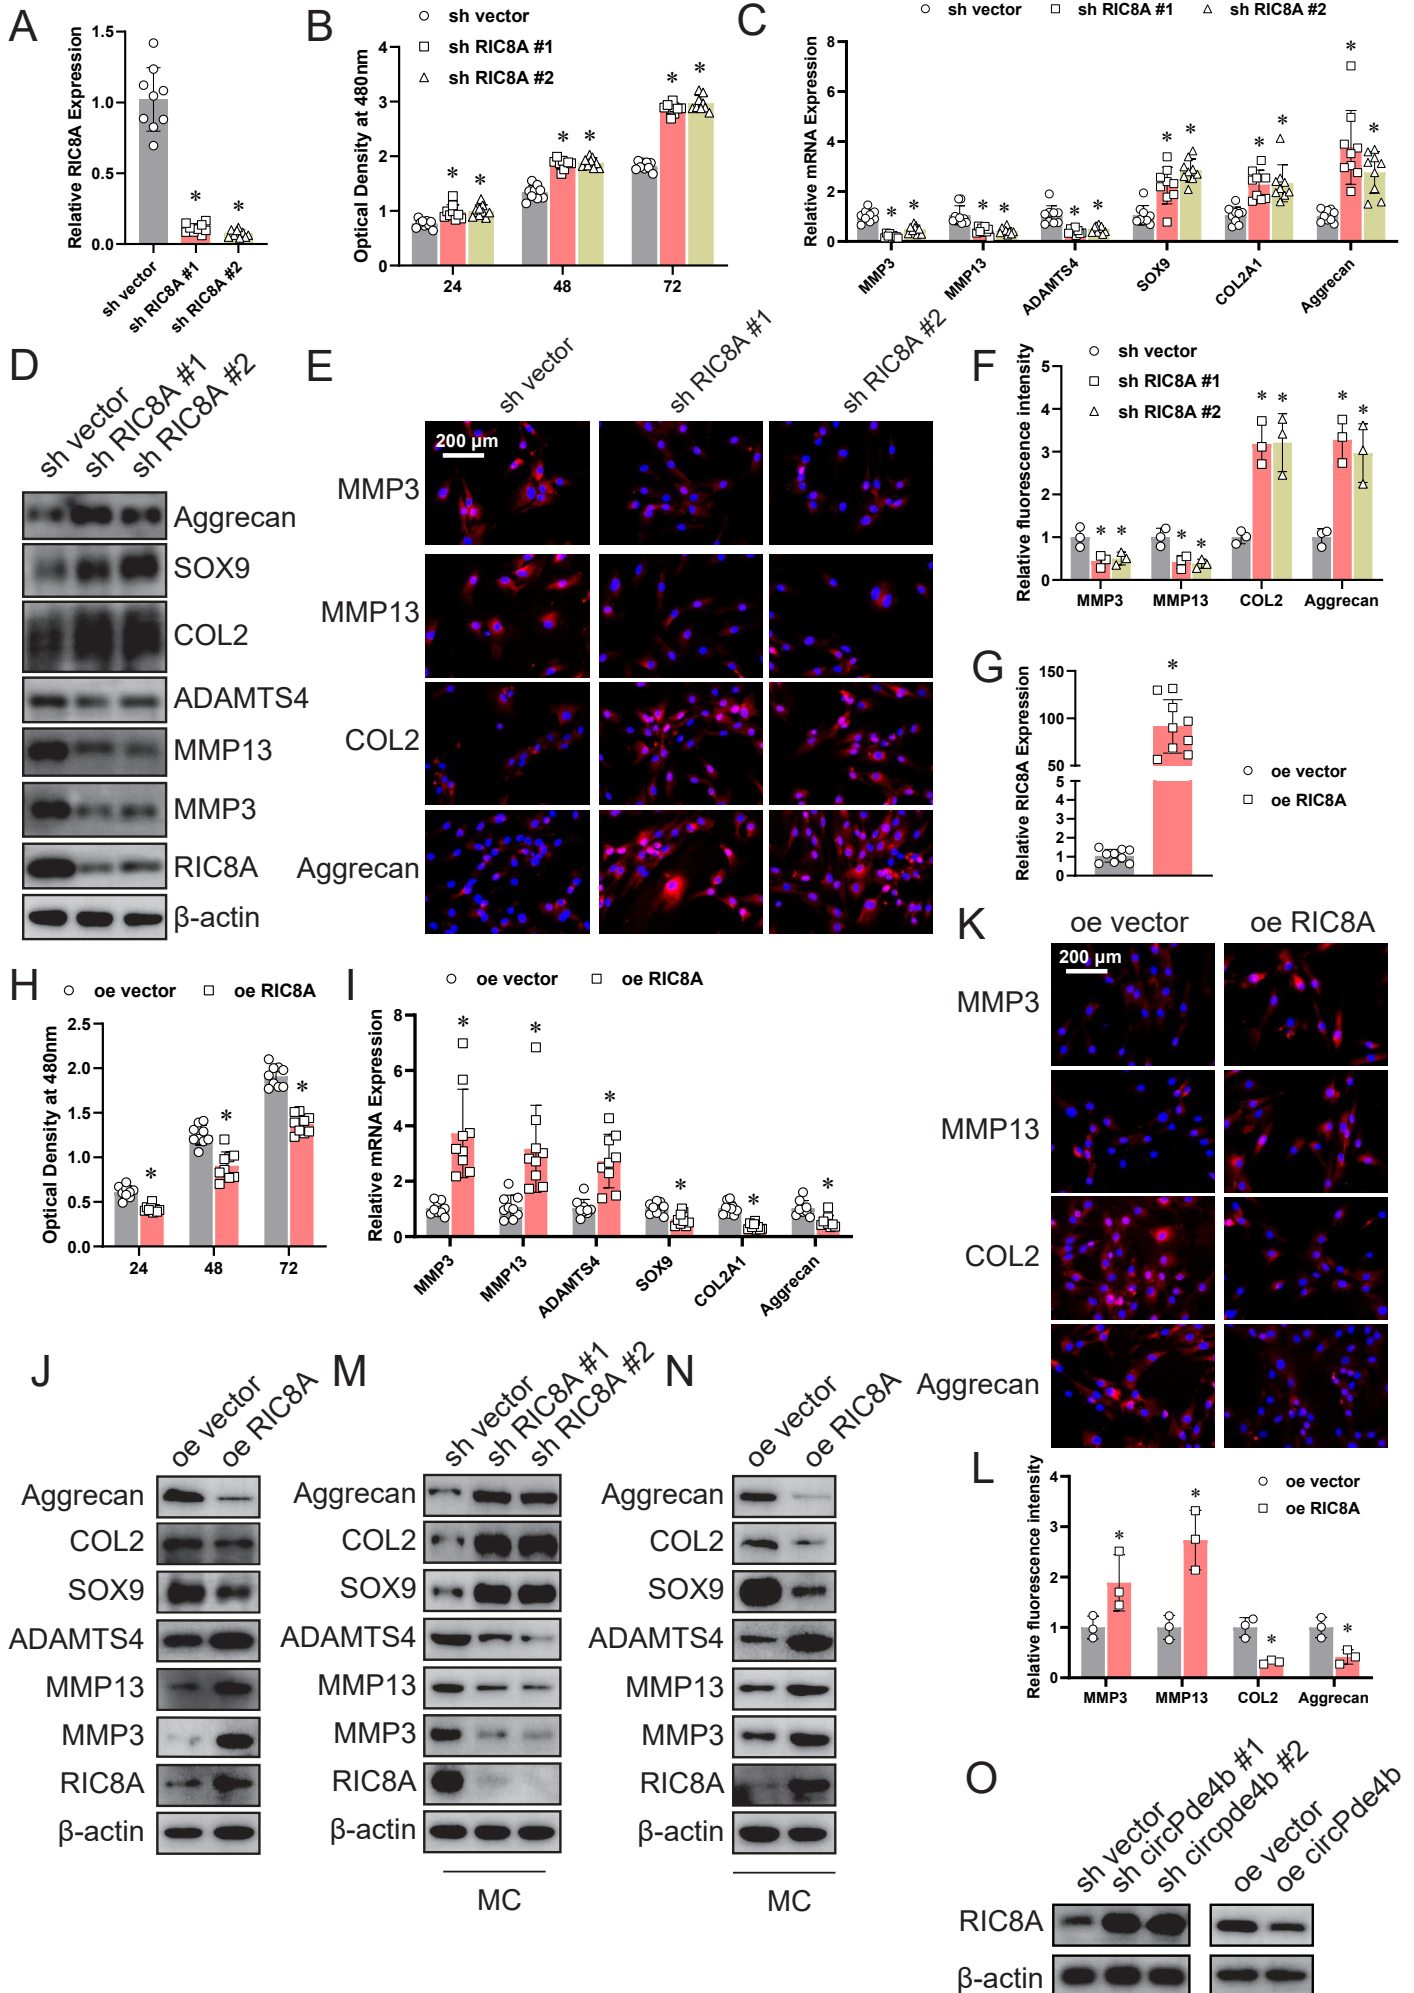 A
Relative RIC8A Expression
1.5
1.0
0.5
0.0
*
*
sh vector
sh RIC8A #1
sh RIC8A #2
B
sh vector
sh RIC8A #1
sh RIC8A #2
Optical Density at 480nm
4
3
2
1
0
* *
* *
* *
24 48 72
C
sh vector sh RIC8A #1 sh RIC8A #2
Relative mRNA Expression
8
6
4
2
0
* * * * * * * * * * * *
MMP3 MMP13 ADAMTS4 SOX9 COL2A1 Aggrecan
D
sh vector
sh RIC8A #1
sh RIC8A #2
Aggrecan
SOX9
COL2
ADAMTS4
MMP13
MMP3
RIC8A
β-actin
E
sh vector
sh RIC8A #1
sh RIC8A #2
200 μm
MMP3
MMP13
COL2
Aggrecan
F
sh vector
sh RIC8A #1
sh RIC8A #2
Relative fluorescence intensity
5
4
3
2
1
0
* * * * * * * *
MMP3 MMP13 COL2 Aggrecan
G
Relative RIC8A Expression
150
100
50
5
4
3
2
1
0
*
oe vector
oe RIC8A
H
oe vector oe RIC8A
Optical Density at 480nm
2.5
2.0
1.5
1.0
0.5
0.0
* * *
24 48 72
I
oe vector oe RIC8A
Relative mRNA Expression
8
6
4
2
0
* * * * * *
MMP3 MMP13 ADAMTS4 SOX9 COL2A1 Aggrecan
K
oe vector oe RIC8A
200 μm
MMP3
MMP13
COL2
Aggrecan
J
oe vector
oe RIC8A
Aggrecan
COL2
SOX9
ADAMTS4
MMP13
MMP3
RIC8A
β-actin
M
sh vector
sh RIC8A #1
sh RIC8A #2
Aggrecan
COL2
SOX9
ADAMTS4
MMP13
MMP3
RIC8A
β-actin
MC
N
oe vector
oe RIC8A
Aggrecan
COL2
SOX9
ADAMTS4
MMP13
MMP3
RIC8A
β-actin
MC
L
oe vector
oe RIC8A
Relative fluorescence intensity
4
3
2
1
0
* * * *
MMP3 MMP13 COL2 Aggrecan
O
sh vector
sh circPde4b #1
sh circpde4b #2
oe vector
oe circPde4b
RIC8A
β-actin